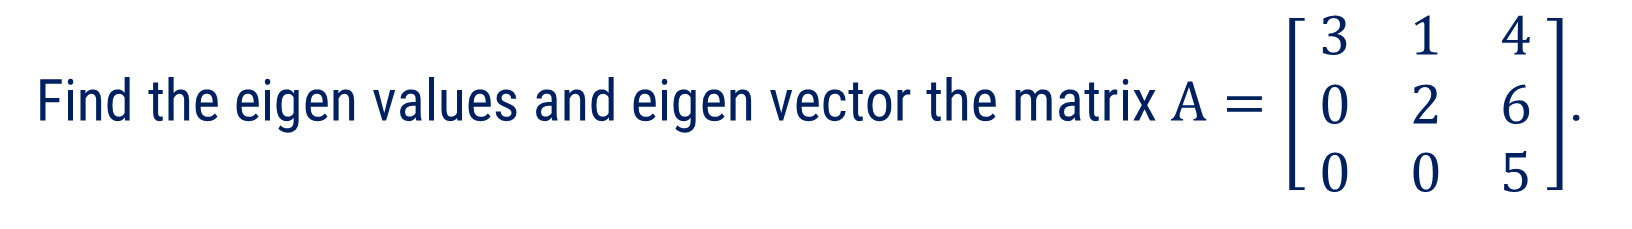 Find the eigen values and eigen vector the matrix A = [ 3 1 4
0 2 6
0 0 5 ].